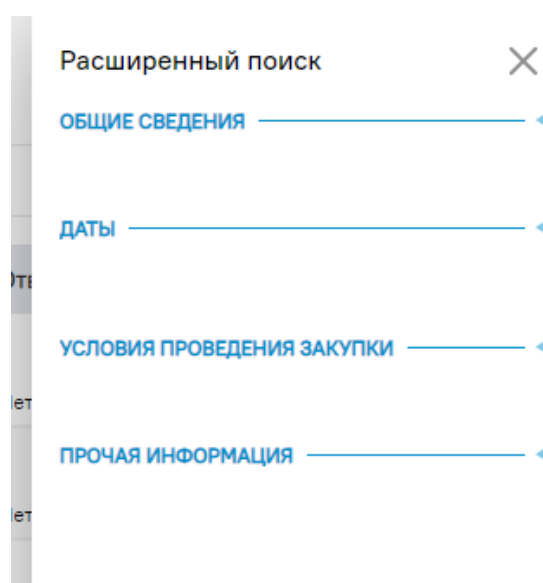 Расширенный поиск
ОБЩИЕ СВЕДЕНИЯ
ДАТЫ
УСЛОВИЯ ПРОВЕДЕНИЯ ЗАКУПКИ
ПРОЧАЯ ИНФОРМАЦИЯ